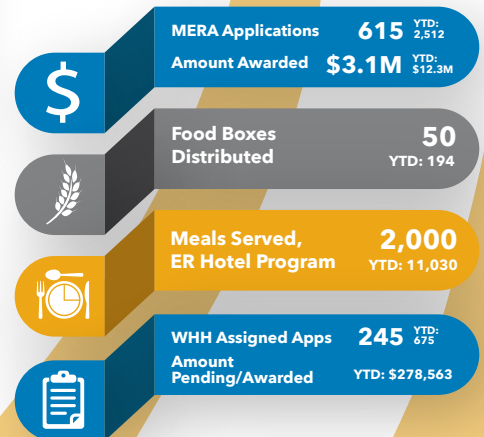 MERA Applications 615 YTD: 2,512
Amount Awarded $3.1M YTD: $12.3M
Food Boxes
Distributed
50
YTD: 194
Meals Served,
ER Hotel Program
2,000
YTD: 11,030
WHH Assigned Apps 245 YTD: 675
Amount
Pending/Awarded
YTD: $278,563